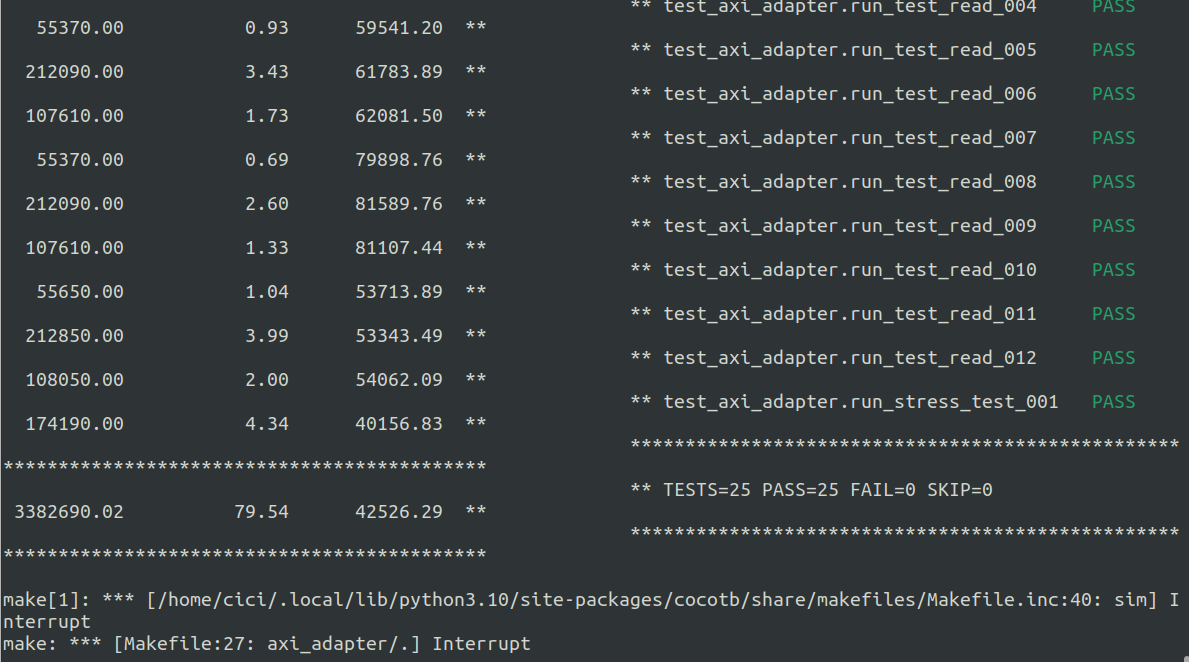 ** test_axi_adapter.run_test_read_004 PASS
55370.00 0.93 59541.20 **
** test_axi_adapter.run_test_read_005 PASS
212090.00 3.43 61783.89 **
** test_axi_adapter.run_test_read_006 PASS
107610.00 1.73 62081.50 **
** test_axi_adapter.run_test_read_007 PASS
55370.00 0.69 79898.76 **
** test_axi_adapter.run_test_read_008 PASS
212090.00 2.60 81589.76 **
** test_axi_adapter.run_test_read_009 PASS
107610.00 1.33 81107.44 **
** test_axi_adapter.run_test_read_010 PASS
55650.00 1.04 53713.89 **
** test_axi_adapter.run_test_read_011 PASS
212850.00 3.99 53343.49 **
** test_axi_adapter.run_test_read_012 PASS
108050.00 2.00 54062.09 **
** test_axi_adapter.run_stress_test_001 PASS
174190.00 4.34 40156.83 **
**************************************************
********************************************
** TESTS=25 PASS=25 FAIL=0 SKIP=0
3382690.02 79.54 42526.29 **
**************************************************
********************************************
make[1]: *** [/home/cici/.local/lib/python3.10/site-packages/cocotb/share/makefiles/Makefile.inc:40: sim] I
nterrupt
make: *** [Makefile:27: axi_adapter/.] Interrupt